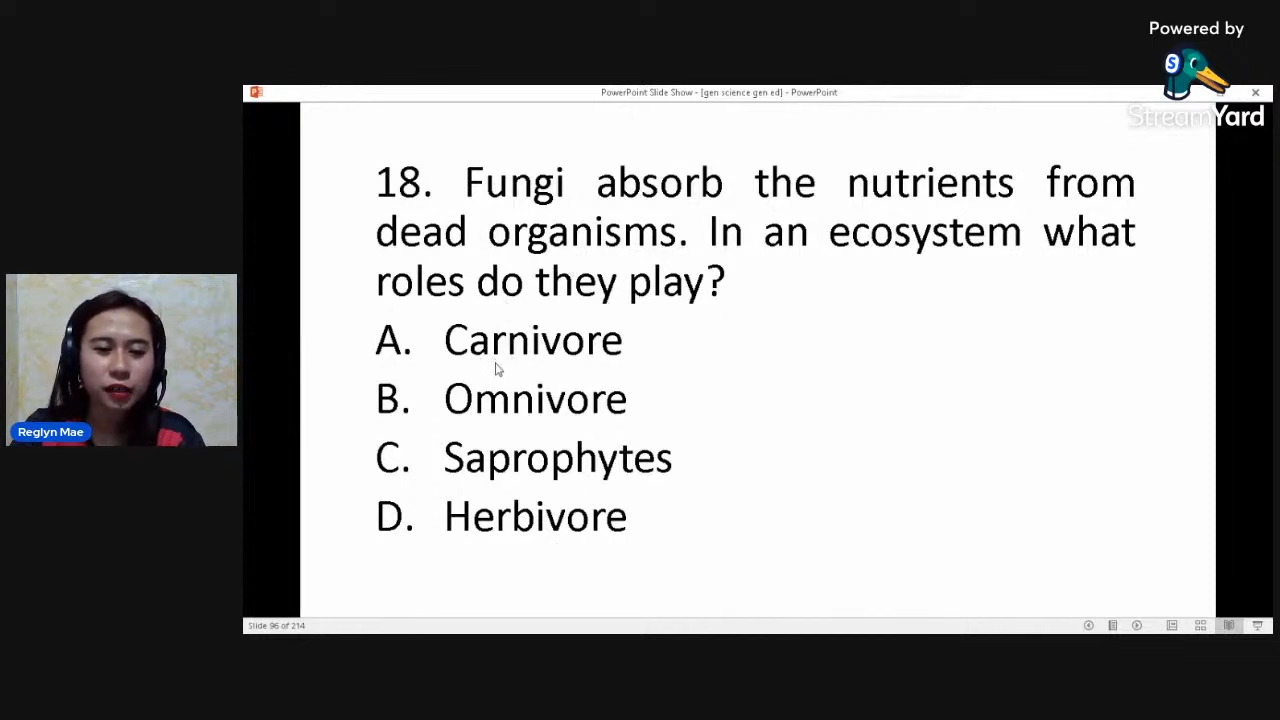 Powered by
StreamYard
PowerPoint Slide Show - [gen science gen ed] - PowerPoint
18. Fungi absorb the nutrients from
dead organisms. In an ecosystem what
roles do they play?
A. Carnivore
B. Omnivore
C. Saprophytes
D. Herbivore
Reglyn Mae
Slide 96 of 214